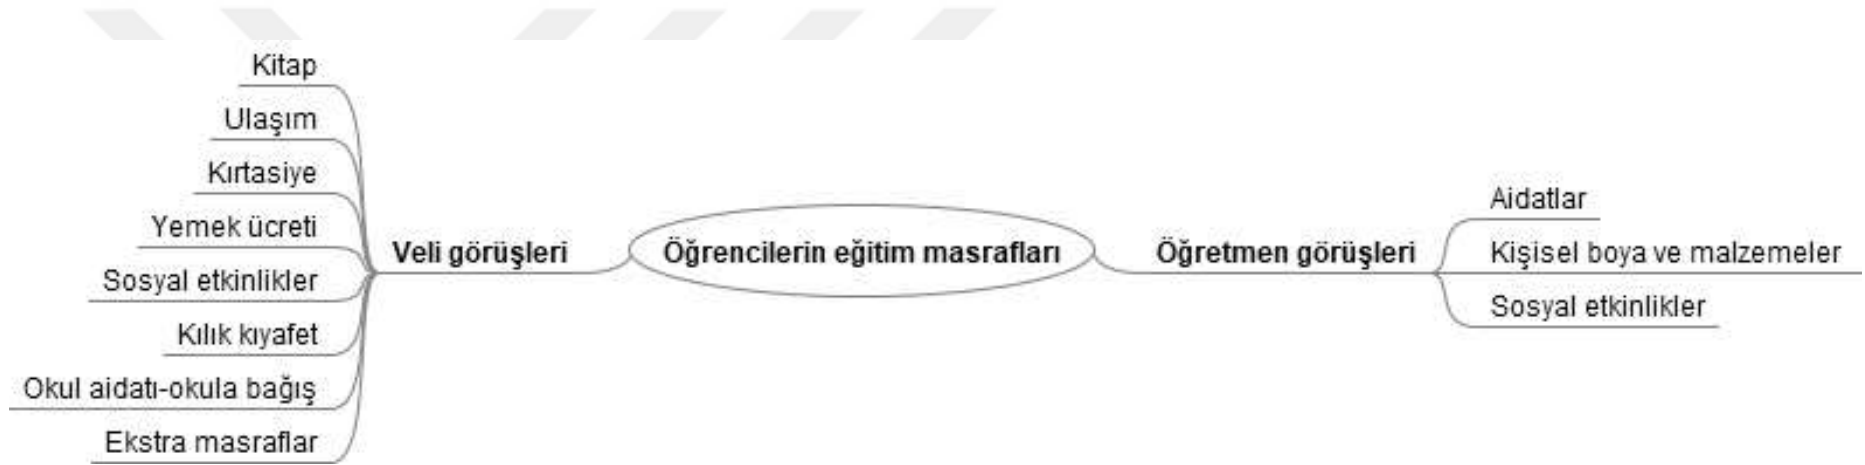 Kitap
Ulaşım
Kırtasiye
Yemek ücreti
Sosyal etkinlikler
Kılık kıyafet
Okul aidatı-okula bağış
Ekstra masraflar
Veli görüşleri
Öğrencilerin eğitim masrafları
Öğretmen görüşleri
Aidatlar
Kişisel boya ve malzemeler
Sosyal etkinlikler